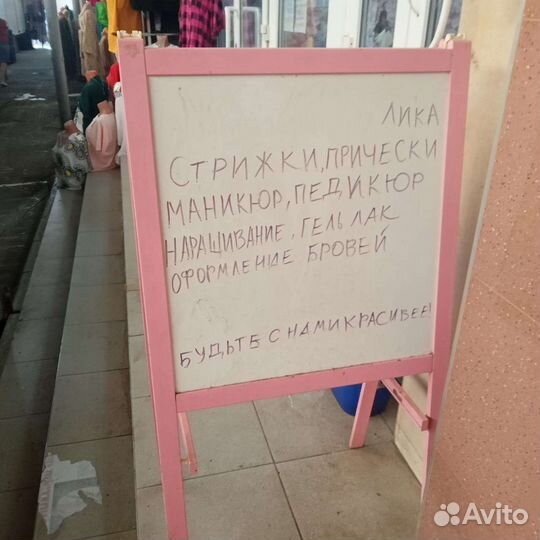 ЛИКА
СТРИЖКИ, ПРИЧЕСКИ
МАНИКЮР, ПЕДИКЮР
НАРАЩИВАНИЕ, ГЕЛЬ ЛАК
ОФОРМЛЕНИЕ БРОВЕЙ
БУДЬТЕ С НАМИ КРАСИВЕЕ!
Avito